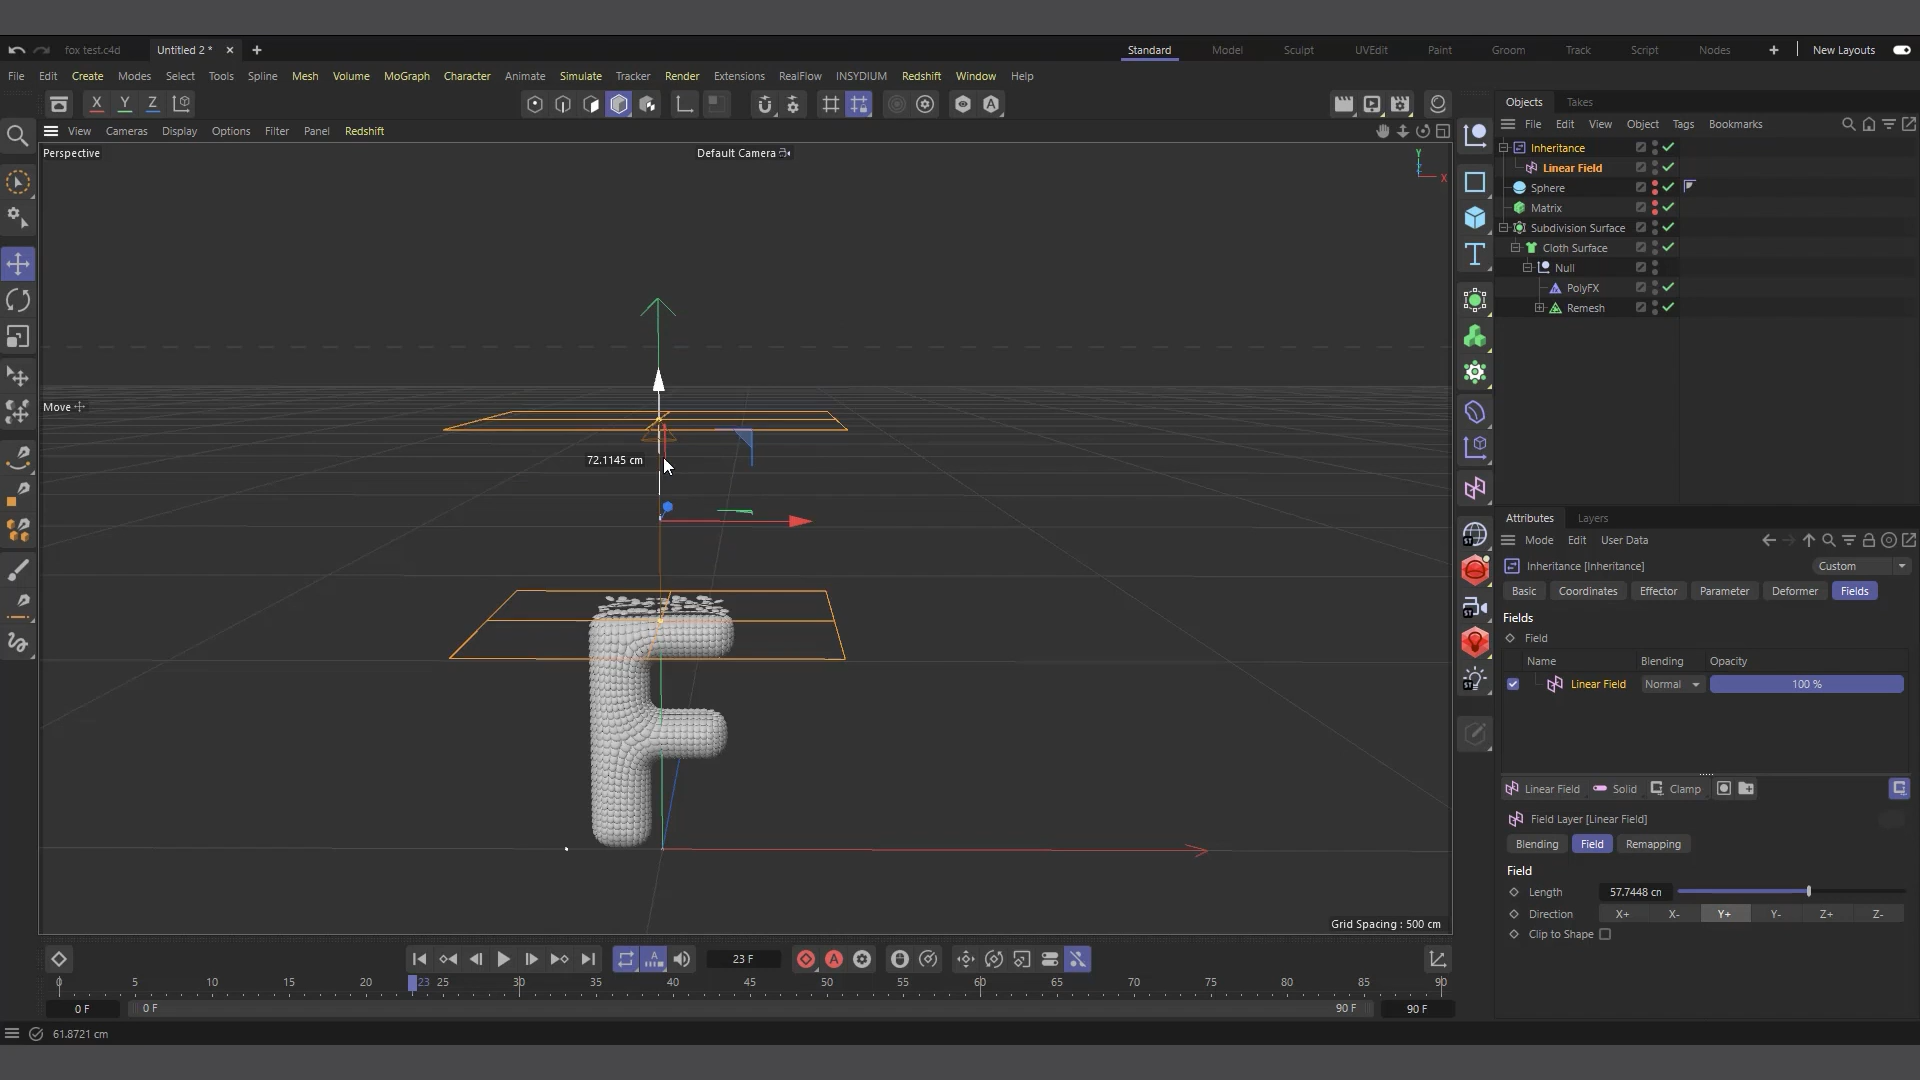 fox test.c4d Untitled 2 * Standard Model Sculpt UVEdit Paint Groom Track Script Nodes New Layouts
File Edit Create Modes Select Tools Spline Mesh Volume MoGraph Character Animate Simulate Tracker Render Extensions RealFlow INSYDIUM Redshift Window Help
X Y Z
Objects Takes
View Cameras Display Options Filter Panel Redshift
File Edit View Object Tags Bookmarks
Perspective
Default Camera
Y
Z
X
Inheritance
Linear Field
Sphere
Matrix
Subdivision Surface
Cloth Surface
Null
PolyFX
Remesh
Move
72.1145 cm
Attributes Layers
Mode Edit User Data
Inheritance [Inheritance] Custom
Basic Coordinates Effector Parameter Deformer Fields
Fields
Field
Name Blending Opacity
Linear Field Normal 100 %
Linear Field Solid Clamp
Field Layer [Linear Field]
Blending Field Remapping
Field
Length 57.7448 cn
Direction X+ X- Y+ Y- Z+ Z-
Clip to Shape
Grid Spacing : 500 cm
23 F
0 5 10 15 20 23 25 30 35 40 45 50 55 60 65 70 75 80 85 90
0 F 0 F 90 F 90 F
61.8721 cm